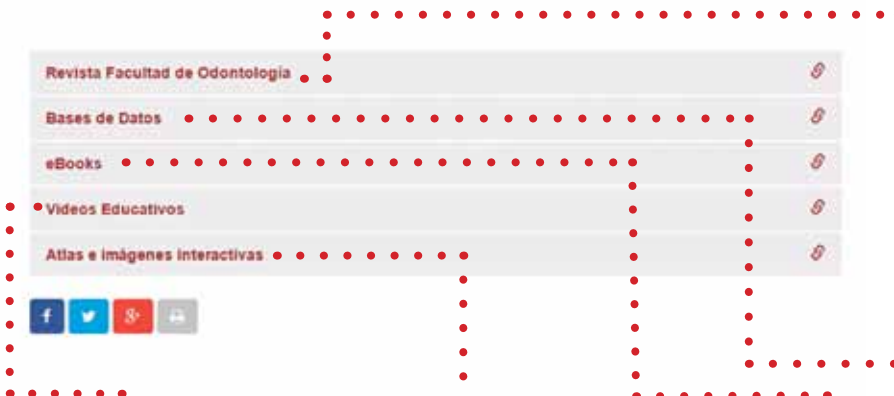 Revista Facultad de Odontología
Bases de Datos
eBooks
Videos Educativos
Atlas e imágenes interactivas